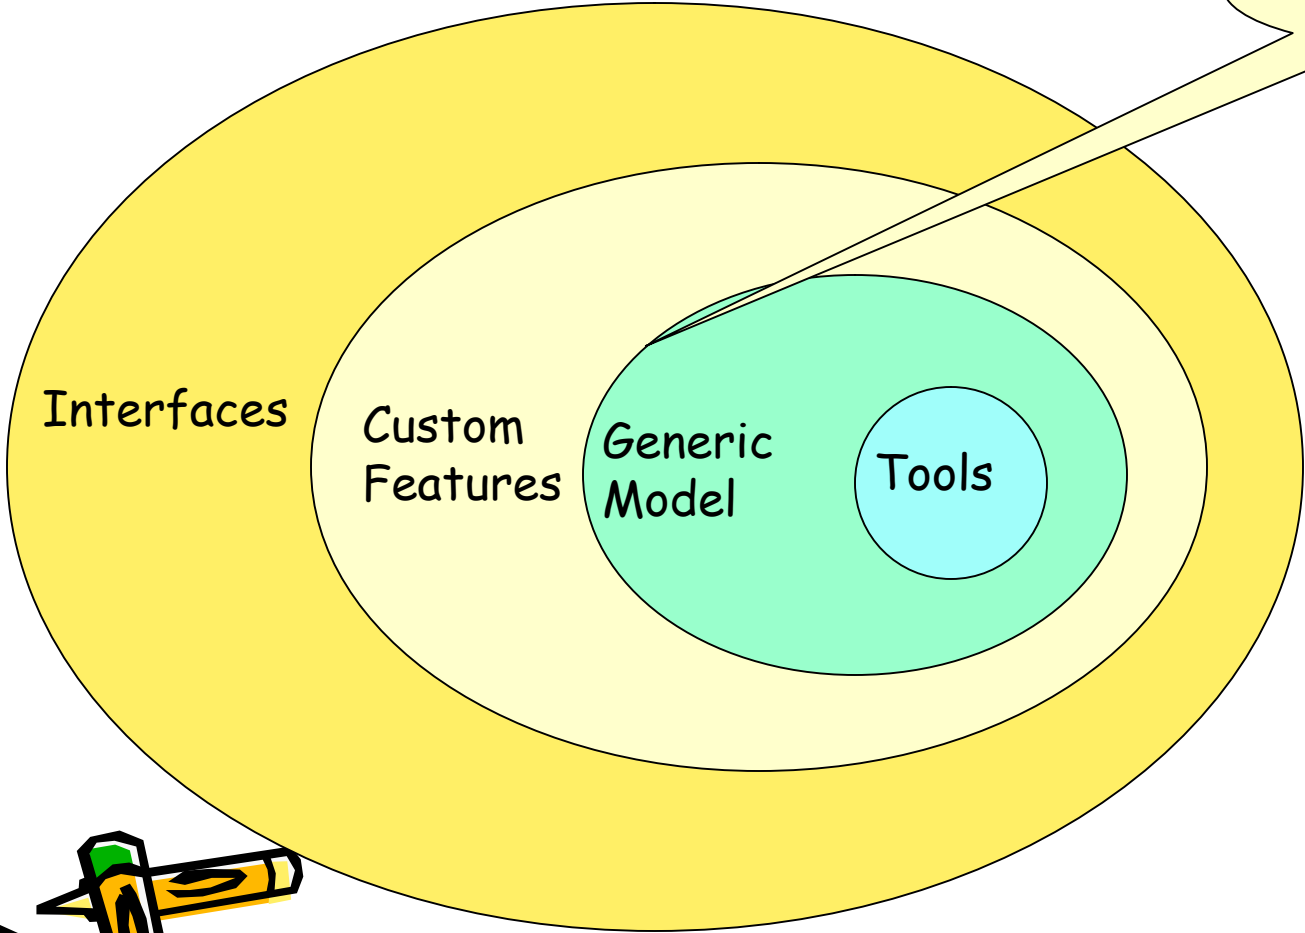 Interfaces
Custom
Features
Generic
Model
Tools